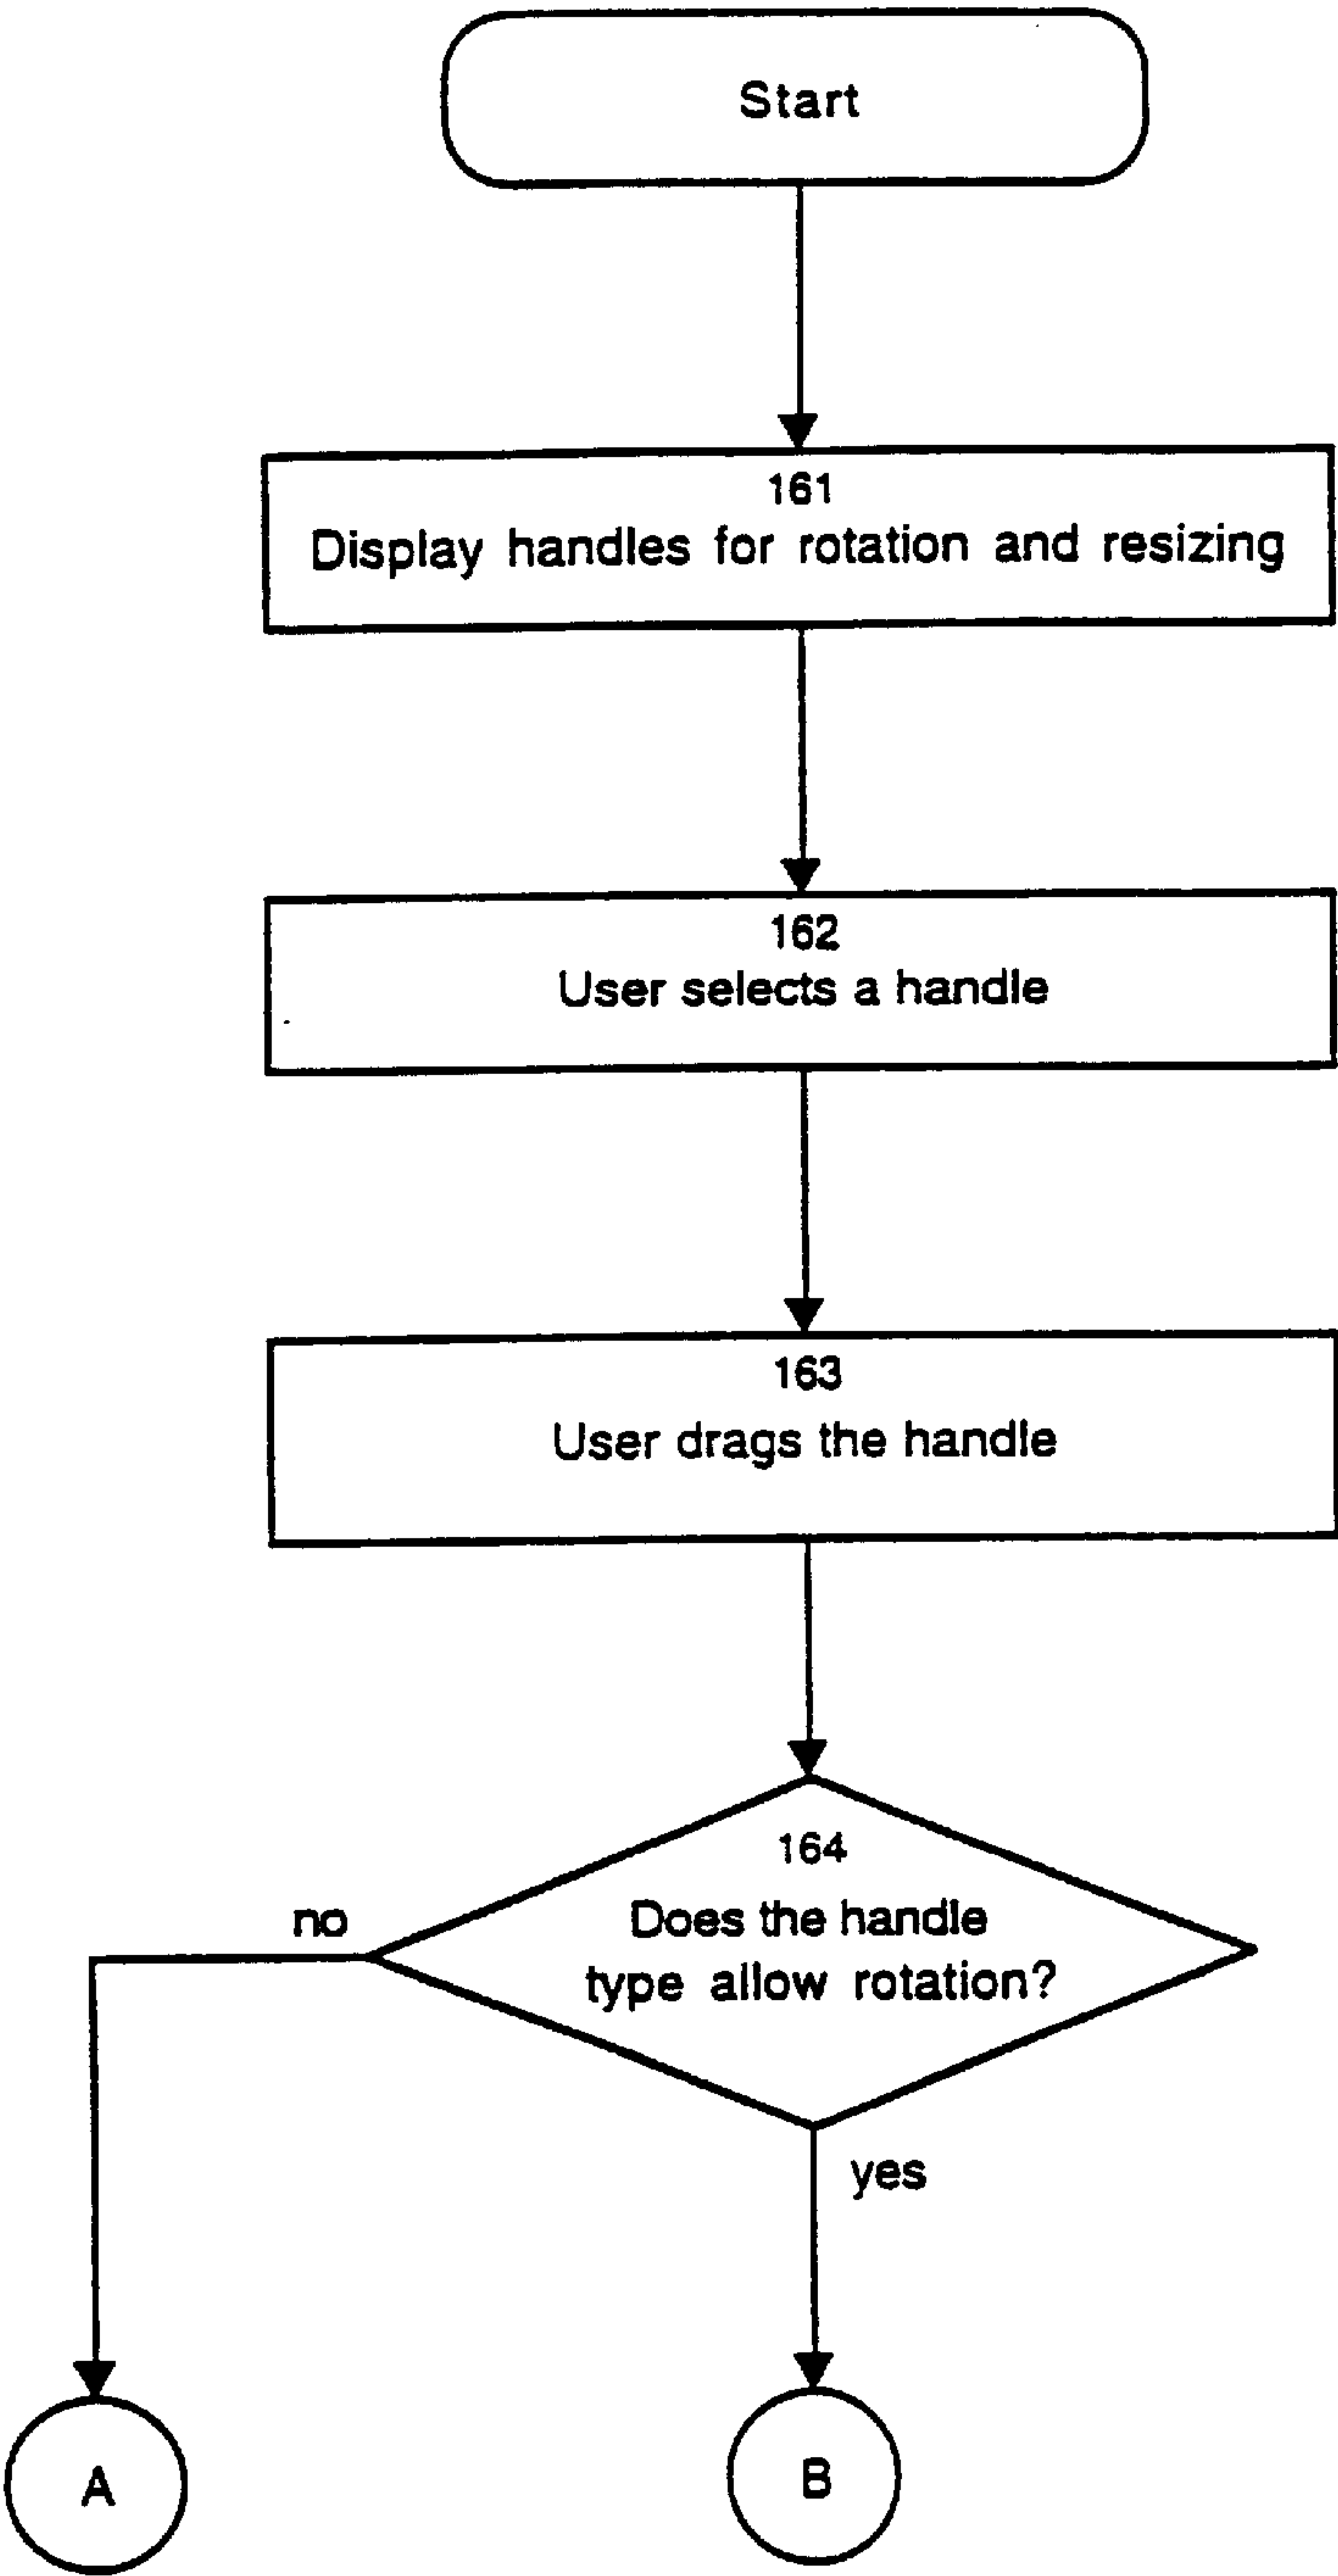 Start
161
Display handles for rotation and resizing
162
User selects a handle
163
User drags the handle
164
Does the handle
type allow rotation?
no
yes
A
B